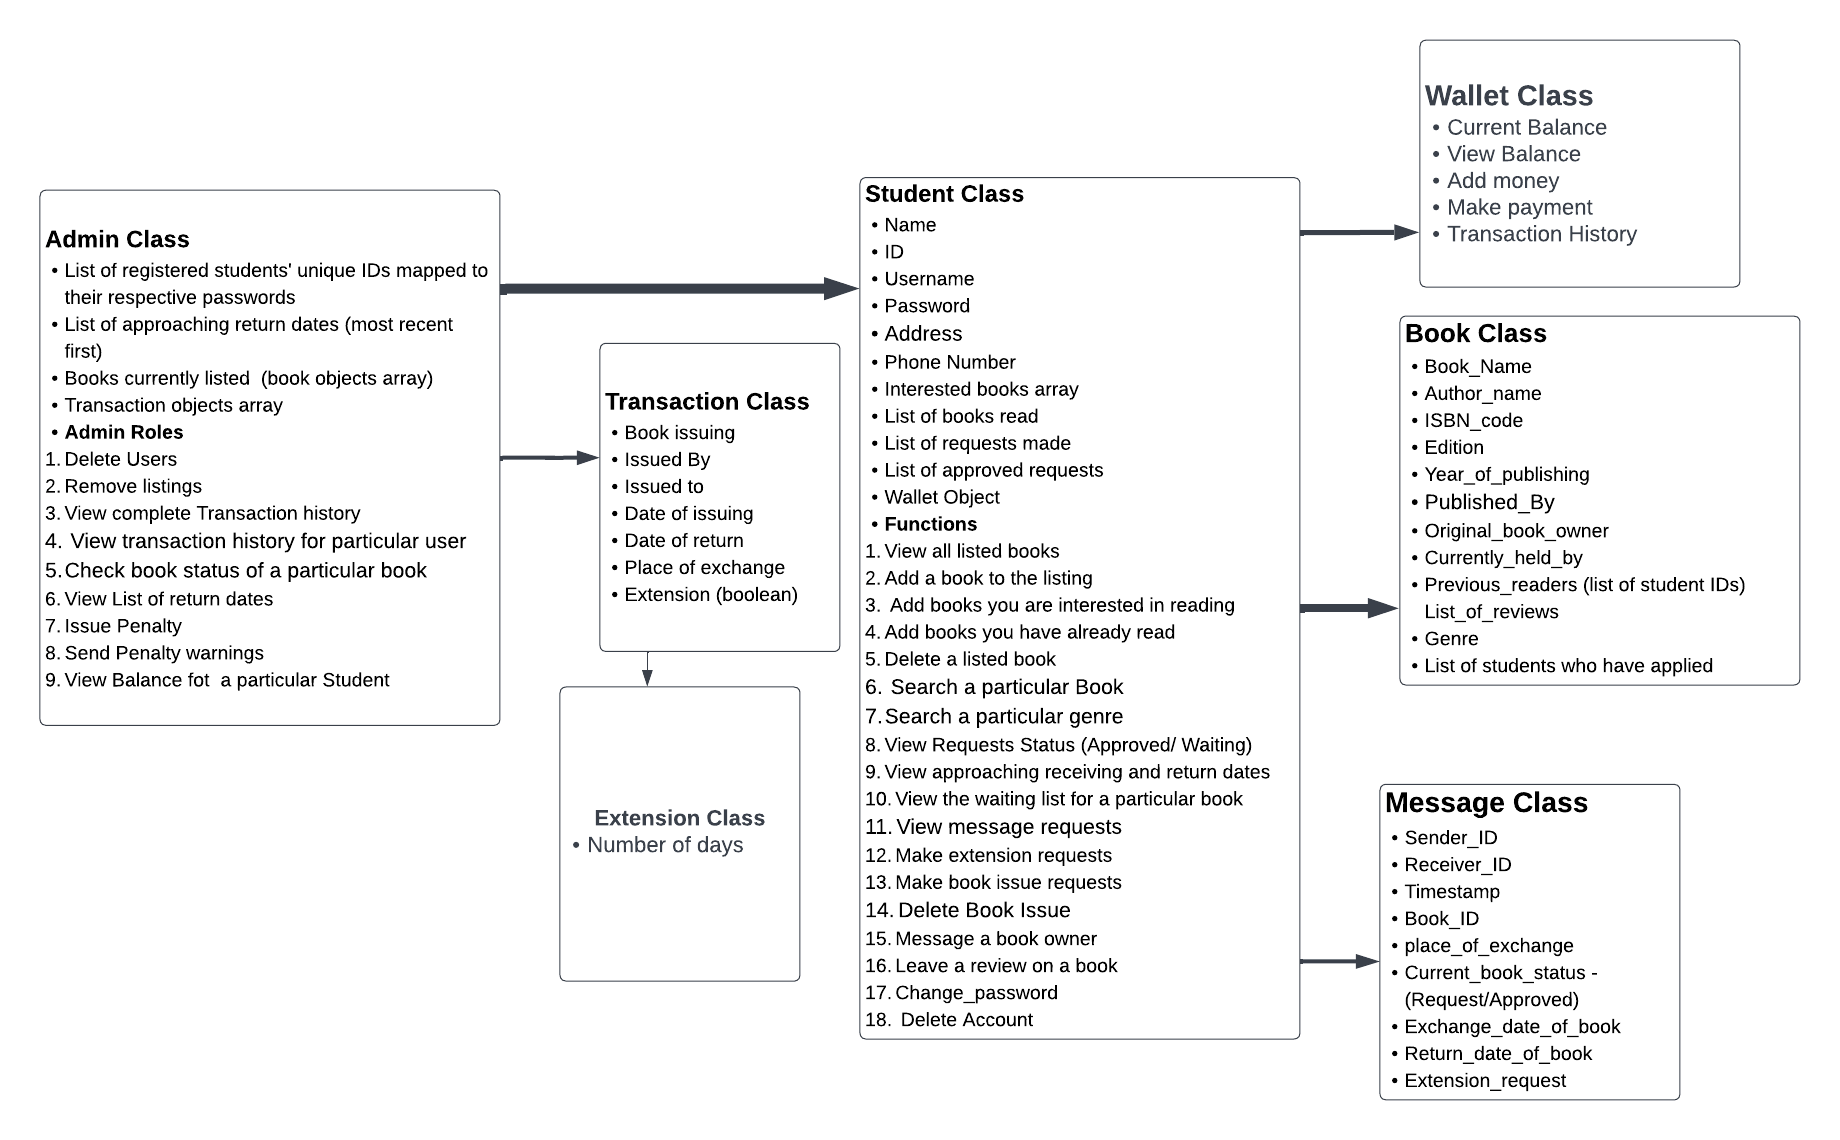 Admin Class
• List of registered students' unique IDs mapped to
their respective passwords
• List of approaching return dates (most recent
first)
• Books currently listed  (book objects array)
• Transaction objects array
• Admin Roles
1. Delete Users
2. Remove listings
3. View complete Transaction history
4.  View transaction history for particular user
5. Check book status of a particular book
6. View List of return dates
7. Issue Penalty
8. Send Penalty warnings
9. View Balance fot  a particular Student
Transaction Class
• Book issuing
• Issued By
• Issued to
• Date of issuing
• Date of return
• Place of exchange
• Extension (boolean)
Extension Class
• Number of days
Student Class
• Name
• ID
• Username
• Password
• Address
• Phone Number
• Interested books array
• List of books read
• List of requests made
• List of approved requests
• Wallet Object
• Functions
1. View all listed books
2. Add a book to the listing
3.  Add books you are interested in reading
4. Add books you have already read
5. Delete a listed book
6.  Search a particular Book
7. Search a particular genre
8. View Requests Status (Approved/ Waiting)
9. View approaching receiving and return dates
10. View the waiting list for a particular book
11. View message requests
12. Make extension requests
13. Make book issue requests
14. Delete Book Issue
15. Message a book owner
16. Leave a review on a book
17. Change_password
18.  Delete Account
Wallet Class
• Current Balance
• View Balance
• Add money
• Make payment
• Transaction History
Book Class
• Book_Name
• Author_name
• ISBN_code
• Edition
• Year_of_publishing
• Published_By
• Original_book_owner
• Currently_held_by
• Previous_readers (list of student IDs)
List_of_reviews
• Genre
• List of students who have applied
Message Class
• Sender_ID
• Receiver_ID
• Timestamp
• Book_ID
• place_of_exchange
• Current_book_status -
(Request/Approved)
• Exchange_date_of_book
• Return_date_of_book
• Extension_request